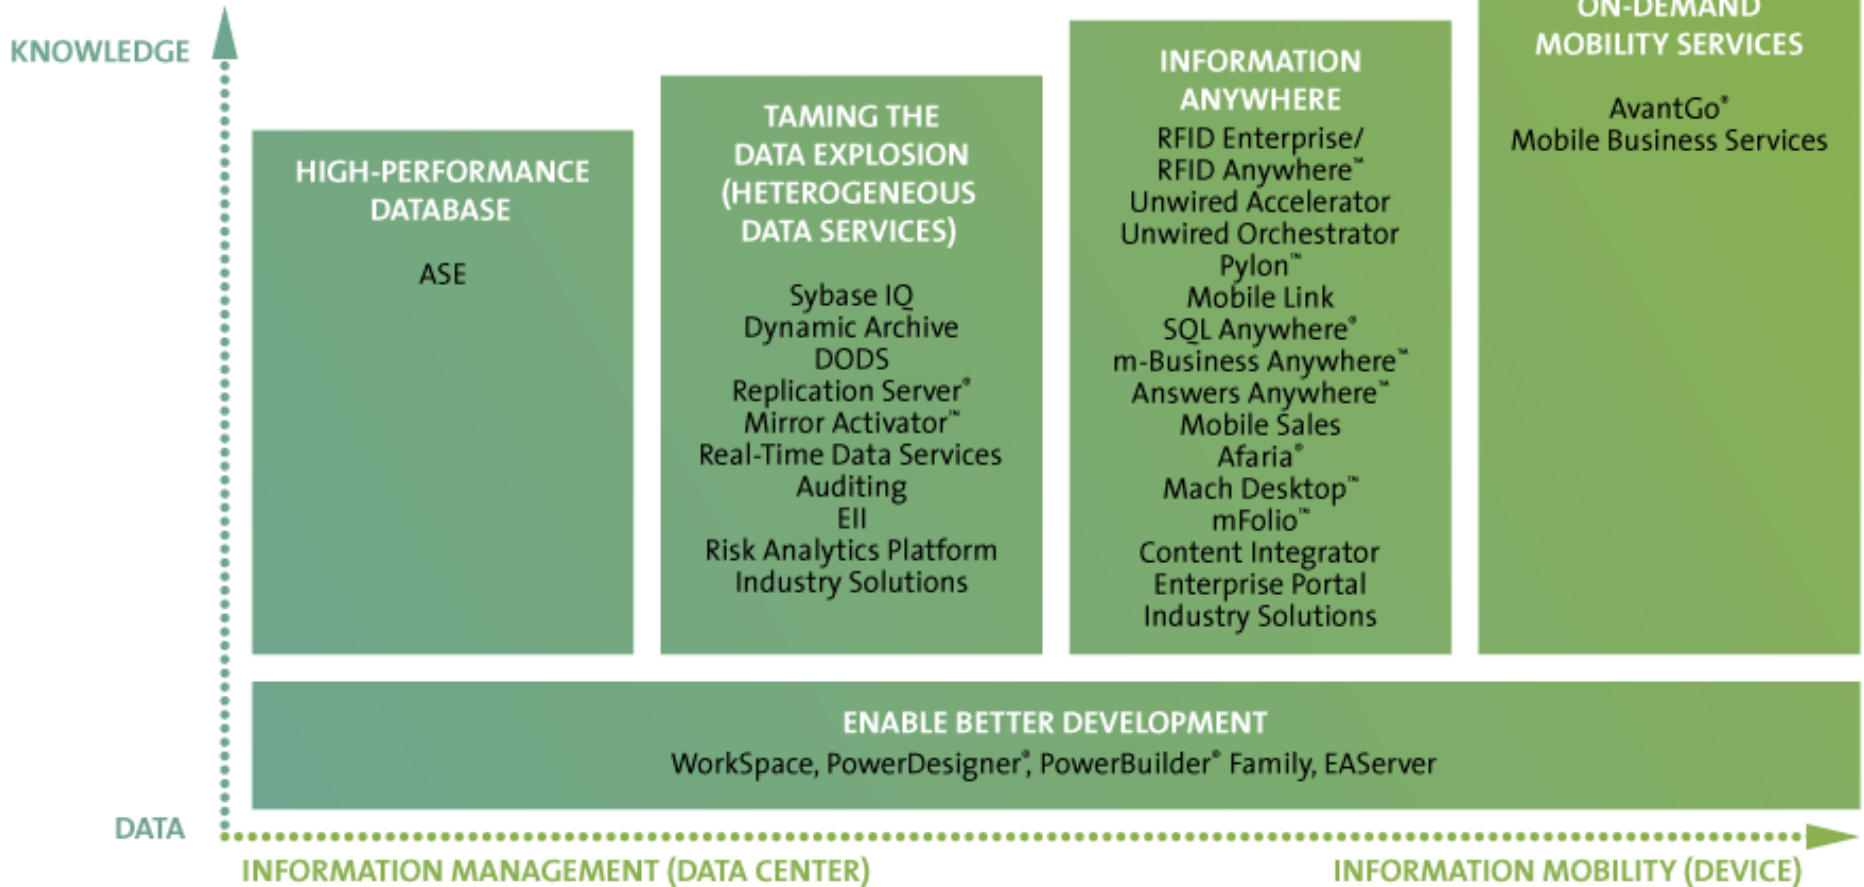 KNOWLEDGE
HIGH-PERFORMANCE
DATABASE
ASE
TAMING THE
DATA EXPLOSION
(HETEROGENEOUS
DATA SERVICES)
Sybase IQ
Dynamic Archive
DODS
Replication Server®
Mirror Activator™
Real-Time Data Services
Auditing
EII
Risk Analytics Platform
Industry Solutions
INFORMATION
ANYWHERE
RFID Enterprise/
RFID Anywhere™
Unwired Accelerator
Unwired Orchestrator
Pylon™
Mobile Link
SQL Anywhere®
m-Business Anywhere™
Answers Anywhere™
Mobile Sales
Afaria®
Mach Desktop™
mFolio™
Content Integrator
Enterprise Portal
Industry Solutions
ON-DEMAND
MOBILITY SERVICES
AvantGo®
Mobile Business Services
ENABLE BETTER DEVELOPMENT
WorkSpace, PowerDesigner®, PowerBuilder® Family, EAServer
DATA
INFORMATION MANAGEMENT (DATA CENTER)
INFORMATION MOBILITY (DEVICE)